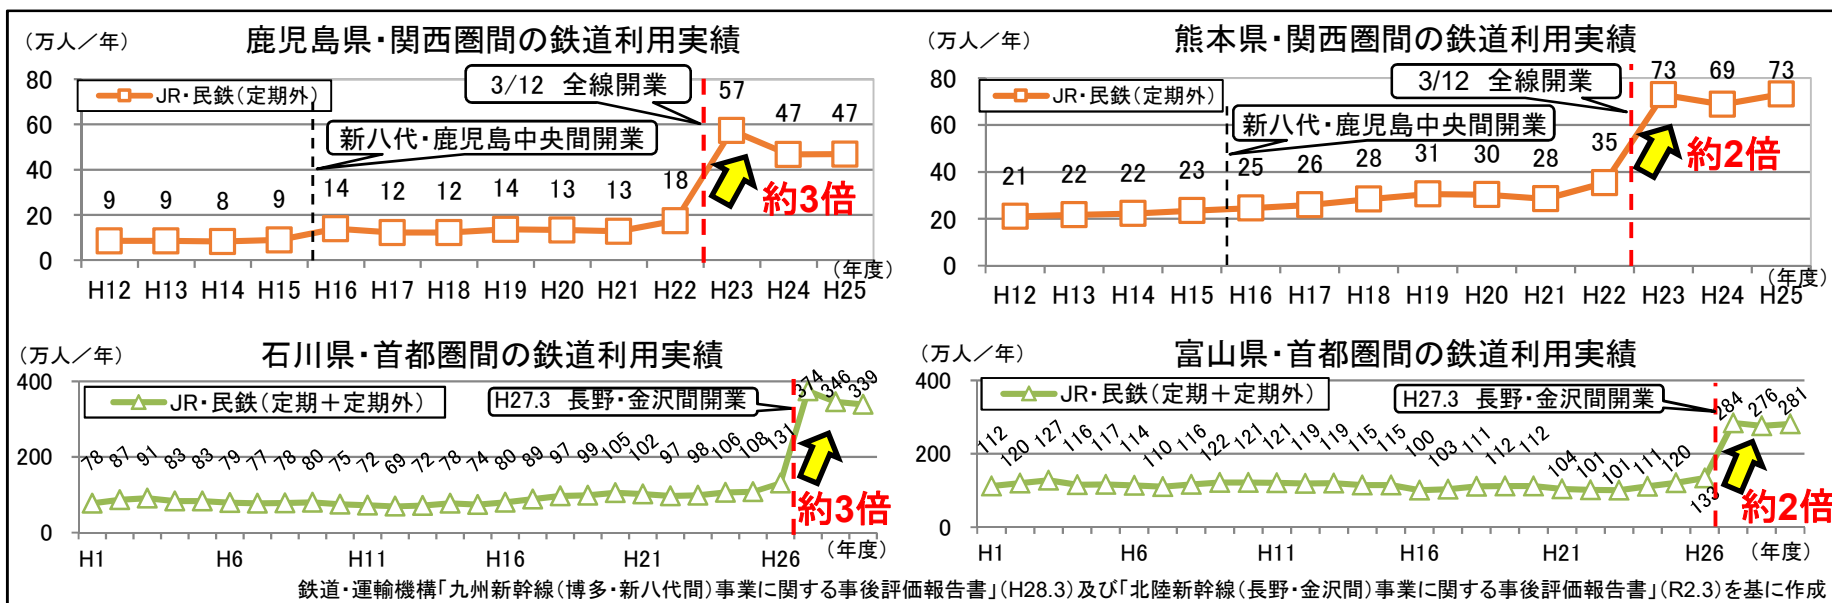 (万人/年)
鹿児島県・関西圏間の鉄道利用実績
80
60
40
20
0
JR・民鉄(定期外)
3/12 全線開業
新八代・鹿児島中央間開業
9 9 8 9 14 12 12 14 13 13 18 57 47 47
約3倍
(年度)
H12 H13 H14 H15 H16 H17 H18 H19 H20 H21 H22 H23 H24 H25
(万人/年)
熊本県・関西圏間の鉄道利用実績
80
60
40
20
0
JR・民鉄(定期外)
3/12 全線開業
新八代・鹿児島中央間開業
21 22 22 23 25 26 28 31 30 28 35 73 69 73
約2倍
(年度)
H12 H13 H14 H15 H16 H17 H18 H19 H20 H21 H22 H23 H24 H25
(万人/年)
石川県・首都圏間の鉄道利用実績
400
200
0
JR・民鉄(定期+定期外)
H27.3 長野・金沢間開業
78 87 91 83 83 79 77 78 80 75 72 69 72 78 74 80 89 97 99 105 102 97 98 106 108 131 374 346 339
約3倍
H1 H6 H11 H16 H21 H26 (年度)
(万人/年)
富山県・首都圏間の鉄道利用実績
400
200
0
JR・民鉄(定期+定期外)
H27.3 長野・金沢間開業
112 120 127 116 117 114 110 116 122 121 121 119 119 115 115 100 103 111 112 112 104 101 101 111 120 133 284 276 281
約2倍
H1 H6 H11 H16 H21 H26 (年度)
鉄道・運輸機構「九州新幹線(博多・新八代間)事業に関する事後評価報告書」(H28.3)及び「北陸新幹線(長野・金沢間)事業に関する事後評価報告書」(R2.3)を基に作成